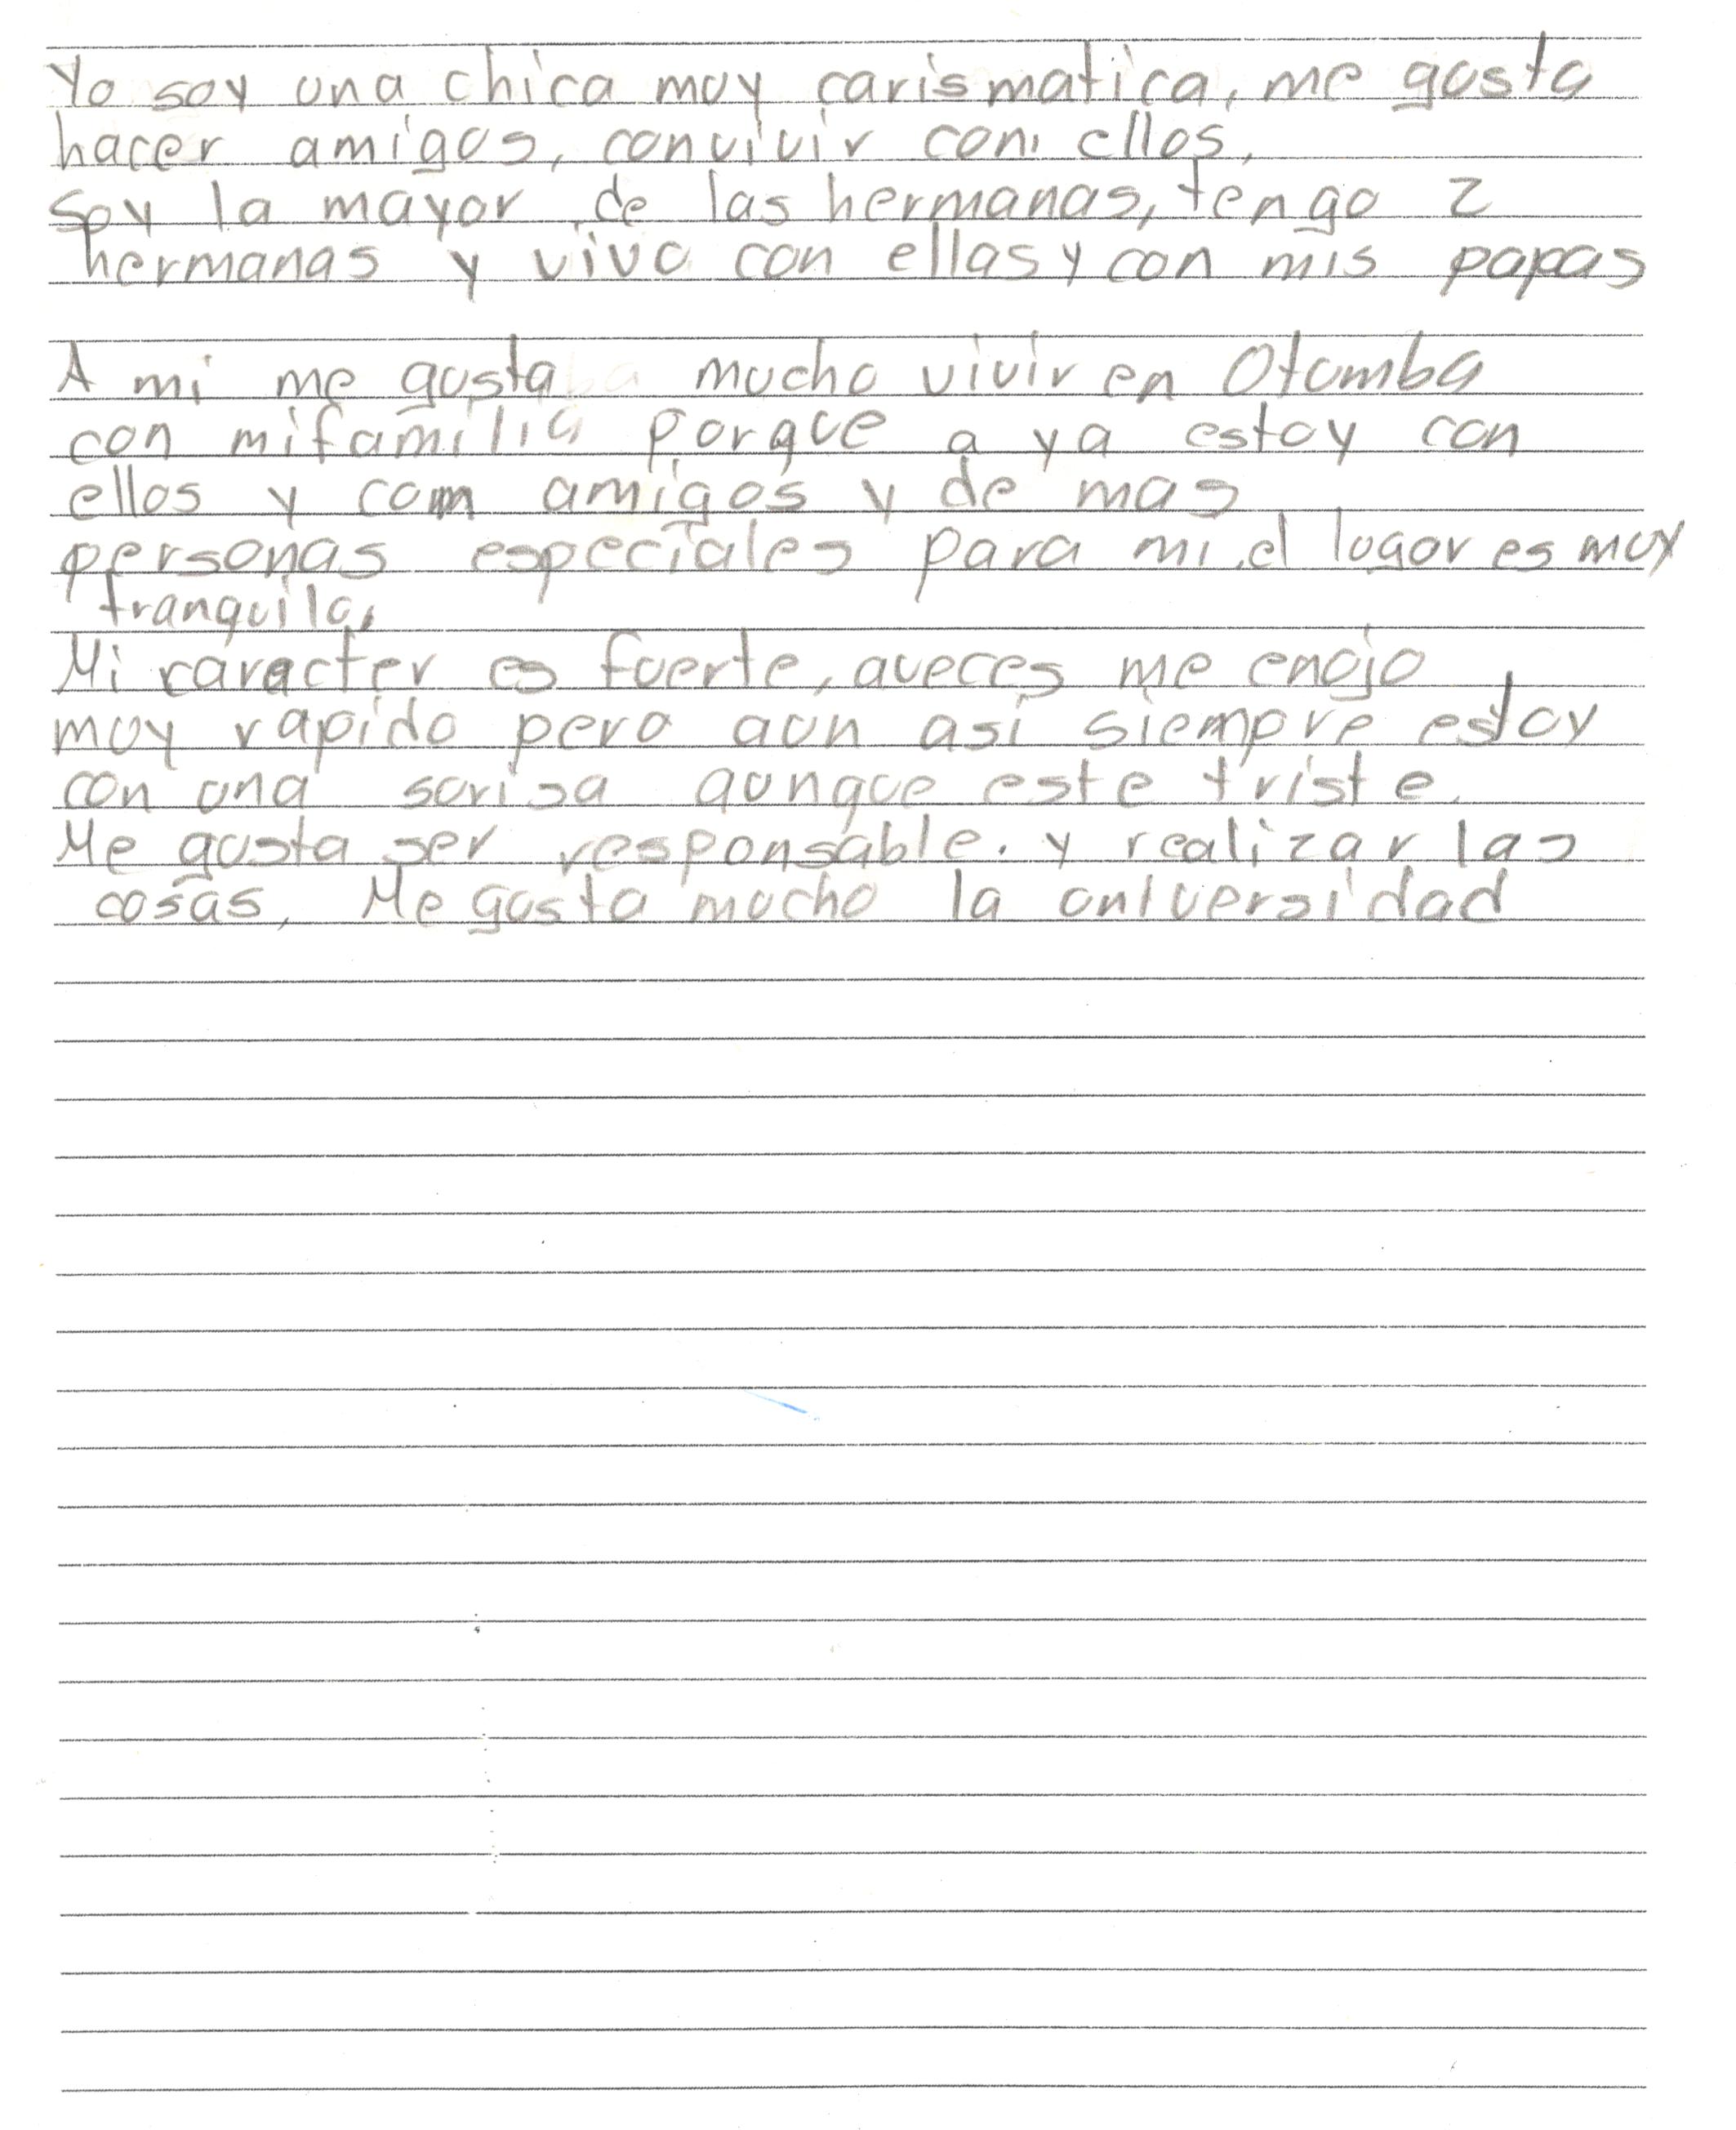 Yo soy una chica muy carismatica, me gusta
hacer amigos, convivir con ellos,
soy la mayor de las hermanas, tengo 2
hermanas y vivo con ellas y con mis papas
A mi me gusta mucho vivir en Otumba
con mi familia porque a ya estoy con
ellos y com amigos y de mas
personas especiales para mi, el lugar es muy
tranquilo,
Mi caracter es fuerte, aveces me enojo
muy rapido pero aun asi siempre estoy
con una sorisa aunque este triste.
Me gusta ser responsable. y realizar las
cosas, Me gusta mucho la universidad